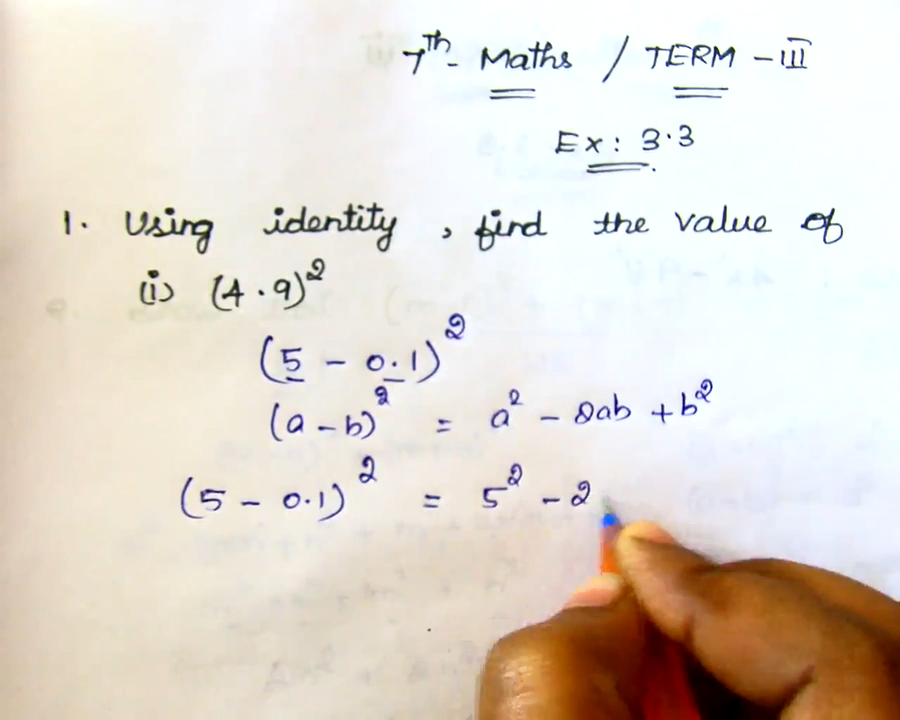 7th - Maths / TERM - III
Ex: 3.3
1. Using identity, find the value of
(i) (4.9)²
(5 - 0.1)²
(a - b)² = a² - 2ab + b²
(5 - 0.1)² = 5² - 2